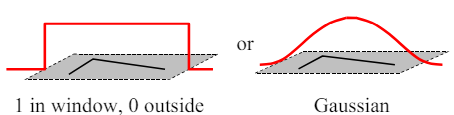 or
1 in window, 0 outside
Gaussian